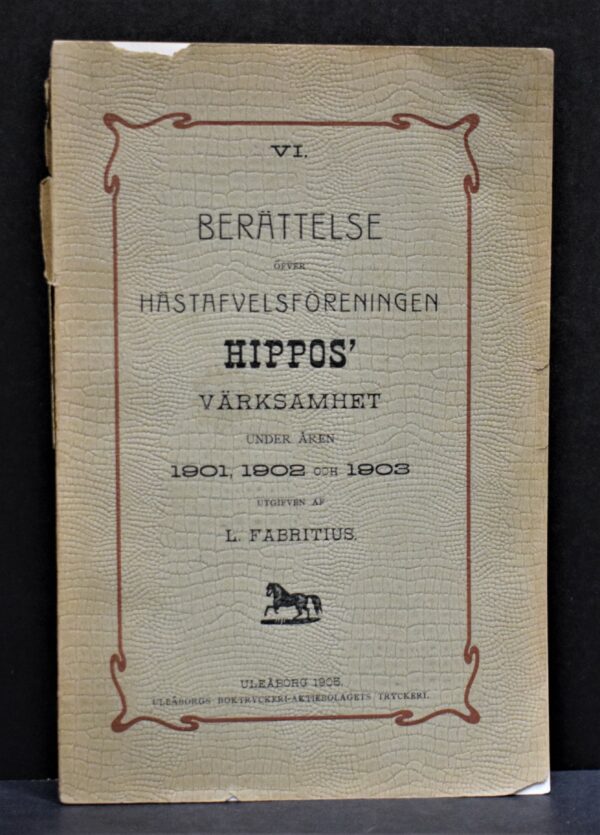 VI.
BERÄTTELSE
ÖFVER
HÄSTAFVELSFÖRENINGEN
HIPPOS'
VÄRKSAMHET
UNDER ÅREN
1901, 1902 OCH 1903
UTGIFVEN AF
L. FABRITIUS.
ULEÅBORG 1905.
ULEÅBORGS BOKTRYCKERI-AKTIEBOLAGETS TRYCKERI.